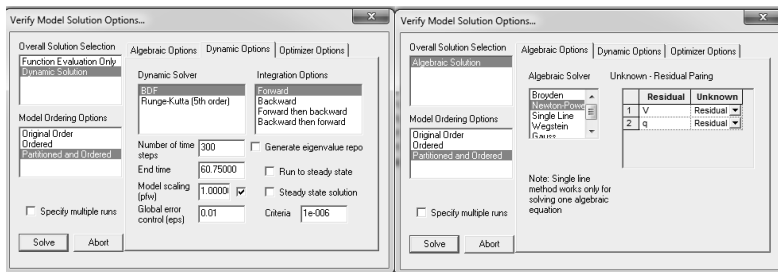 Verify Model Solution Options...
Overall Solution Selection
Function Evaluation Only
Dynamic Solution
Model Ordering Options
Original Order
Ordered
Partitioned and Ordered
Specify multiple runs
Solve
Abort
Algebraic Options
Dynamic Options
Optimizer Options
Dynamic Solver
BDF
Runge-Kutta (5th order)
Integration Options
Forward
Backward
Forward then backward
Backward then forward
Number of time steps
300
Generate eigenvalue repo
End time
60.75000
Run to steady state
Model scaling (pfw)
1.0000
Steady state solution
Global error control (eps)
0.01
Criteria
1e-006
Verify Model Solution Options...
Overall Solution Selection
Algebraic Solution
Model Ordering Options
Original Order
Ordered
Partitioned and Ordered
Specify multiple runs
Solve
Abort
Algebraic Options
Dynamic Options
Optimizer Options
Algebraic Solver
Broyden
Newton-Powe
Single Line
Wegstein
Gauss
Note: Single line
method works only for
solving one algebraic
equation
Unknown - Residual Paring
Residual Unknown
1 V Residual
2 q Residual